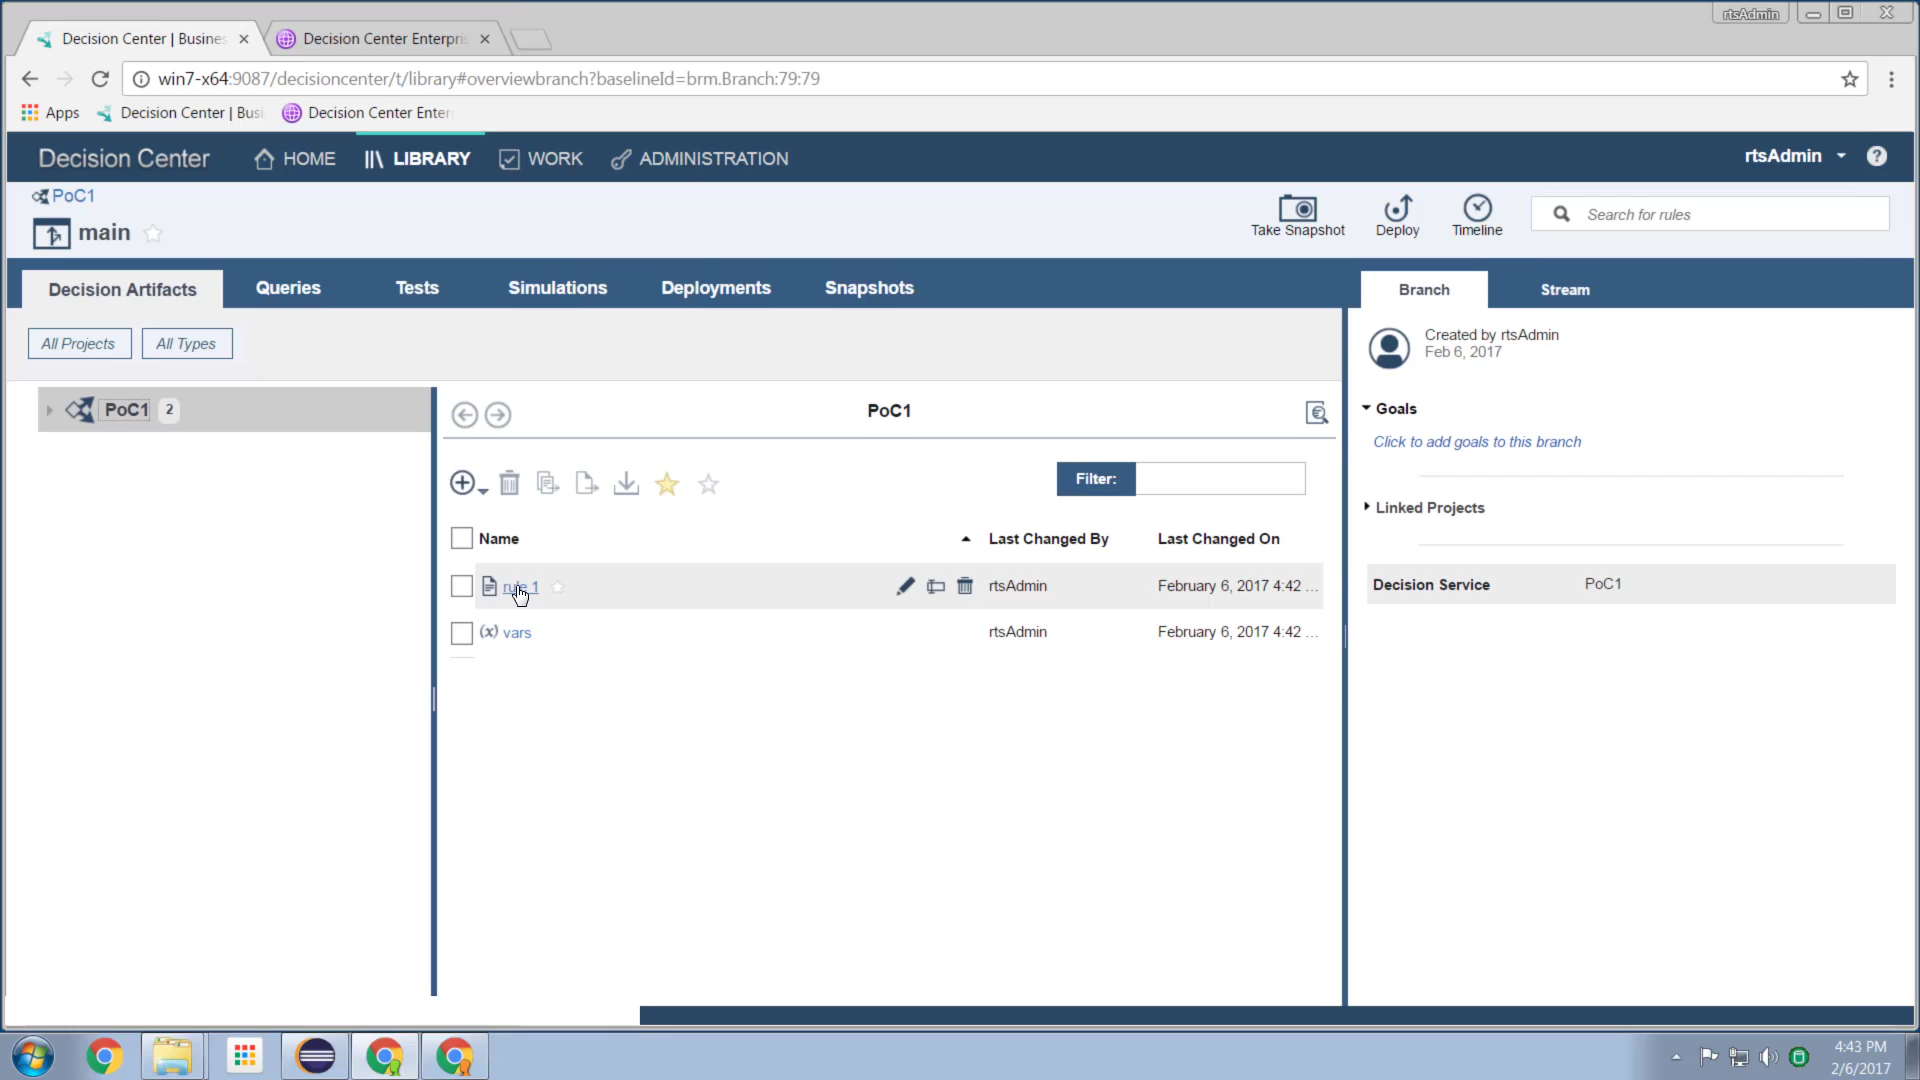 rtsAdmin
Decision Center | Busines
Decision Center Enterpris
win7-x64:9087/decisioncenter/t/library#overviewbranch?baselineId=brm.Branch:79:79
Apps
Decision Center | Busi
Decision Center Enter
Decision Center
HOME
LIBRARY
WORK
ADMINISTRATION
rtsAdmin
?
PoC1
main
Take Snapshot
Deploy
Timeline
Search for rules
Decision Artifacts
Queries
Tests
Simulations
Deployments
Snapshots
Branch
Stream
All Projects
All Types
Created by rtsAdmin
Feb 6, 2017
PoC1 2
PoC1
Goals
Click to add goals to this branch
Filter:
Linked Projects
Name
Last Changed By
Last Changed On
rule 1
rtsAdmin
February 6, 2017 4:42 ...
Decision Service
PoC1
(x) vars
rtsAdmin
February 6, 2017 4:42 ...
4:43 PM
2/6/2017